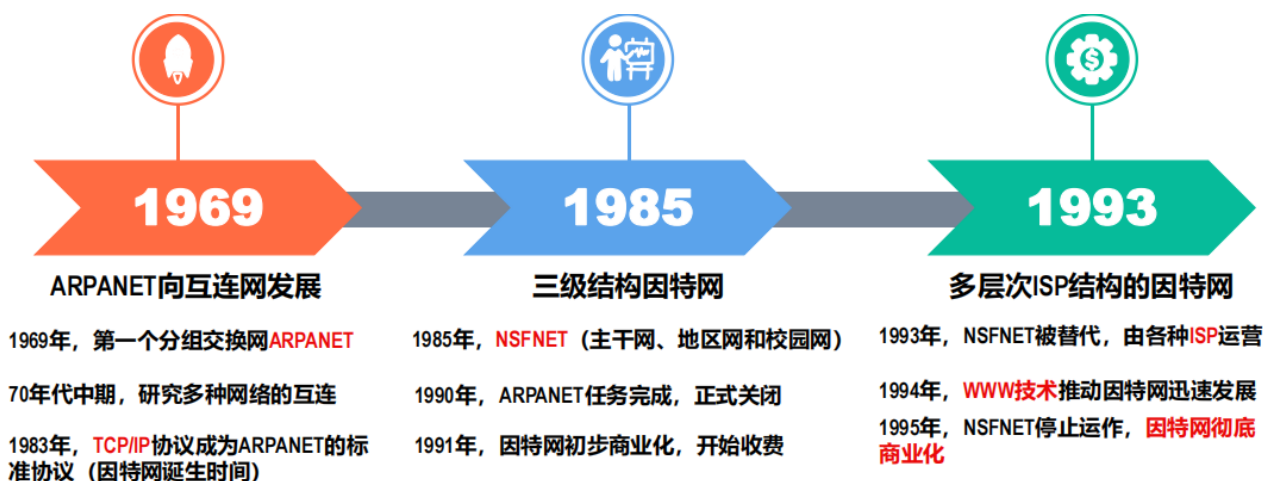 1969
1985
1993
ARPANET向互连网发展
三级结构因特网
多层次ISP结构的因特网
1969年，第一个分组交换网ARPANET
70年代中期，研究多种网络的互连
1983年，TCP/IP协议成为ARPANET的标
准协议（因特网诞生时间）
1985年，NSFNET（主干网、地区网和校园网）
1990年，ARPANET任务完成，正式关闭
1991年，因特网初步商业化，开始收费
1993年，NSFNET被替代，由各种ISP运营
1994年，WWW技术推动因特网迅速发展
1995年，NSFNET停止运作，因特网彻底
商业化